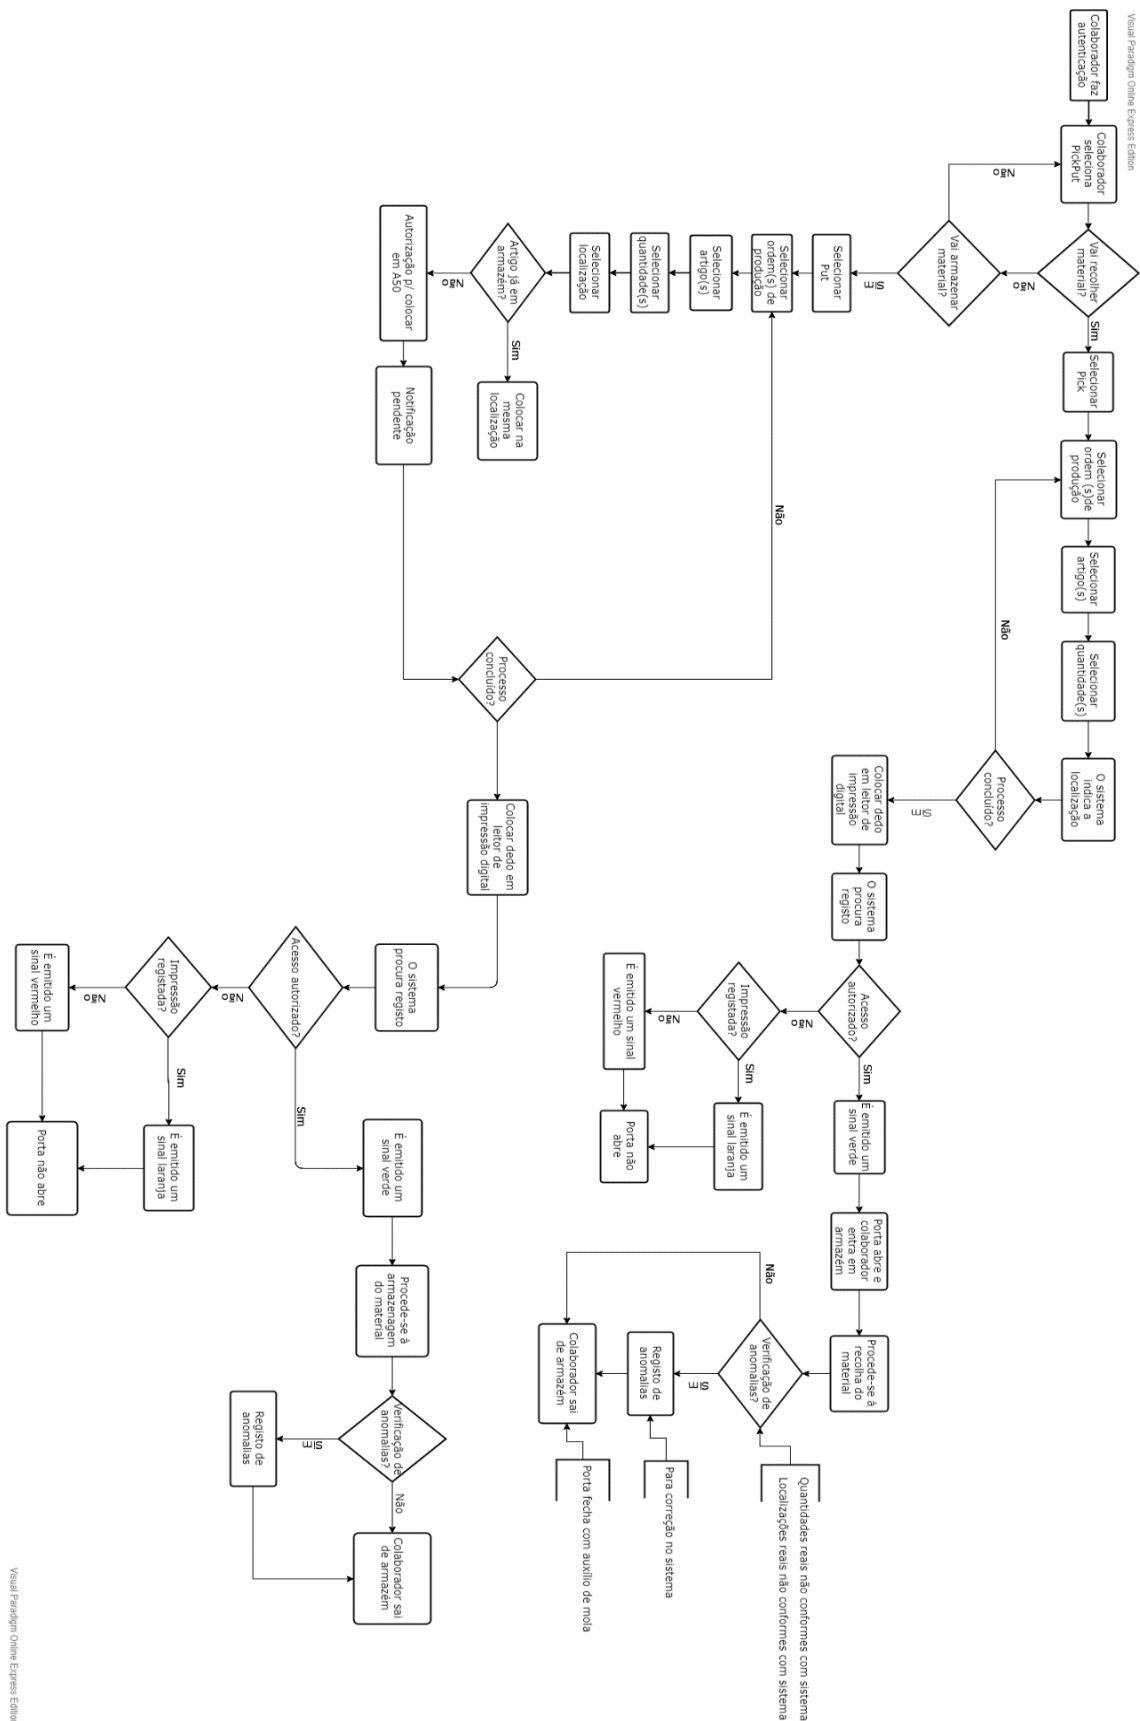 Visual Paradigm Online Express Edition
Colaborador faz
autenticação
Colaborador
seleciona
PickPut
Vai recolher
material?
Sim
Selecionar
Pick
Selecionar
ordem (s)de
produção
Selecionar
artigo(s)
Selecionar
quantidade(s)
O sistema
indica a
localização
Processo
concluído?
Não
Sim
Colocar dedo
em leitor de
impressão
digital
O sistema
procura
registo
Acesso
autorizado?
Sim
É emitido um
sinal verde
Porta abre e
colaborador
entra em
armazém
Procede-se à
recolha do
material
Verificação de
anomalias?
Quantidades reais não conformes com sistema
Localizações reais não conformes com sistema
Não
Sim
Registo de
anomalias
Para correção no sistema
Colaborador sai
de armazém
Porta fecha com auxílio de mola
Não
Impressão
registada?
Sim
É emitido um
sinal laranja
Não
É emitido um sinal
vermelho
Porta não
abre
Não
Vai armazenar
material?
Não
Sim
Selecionar
Put
Selecionar
ordem(s) de
produção
Selecionar
artigo(s)
Selecionar
quantidade(s)
Selecionar
localização
Artigo já em
armazém?
Sim
Colocar na
mesma
localização
Não
Autorização p/ colocar
em A50
Notificação
pendente
Processo
concluído?
Não
Colocar dedo em
leitor de
impressão digital
O sistema
procura registo
Acesso autorizado?
Sim
É emitido um
sinal verde
Procede-se à
armazenagem
do material
Verificação de
anomalias?
Não
Colaborador sai
de armazém
Sim
Registo de
anomalias
Não
Impressão
registada?
Sim
É emitido um
sinal laranja
Não
É emitido um
sinal vermelho
Porta não abre
Visual Paradigm Online Express Edition